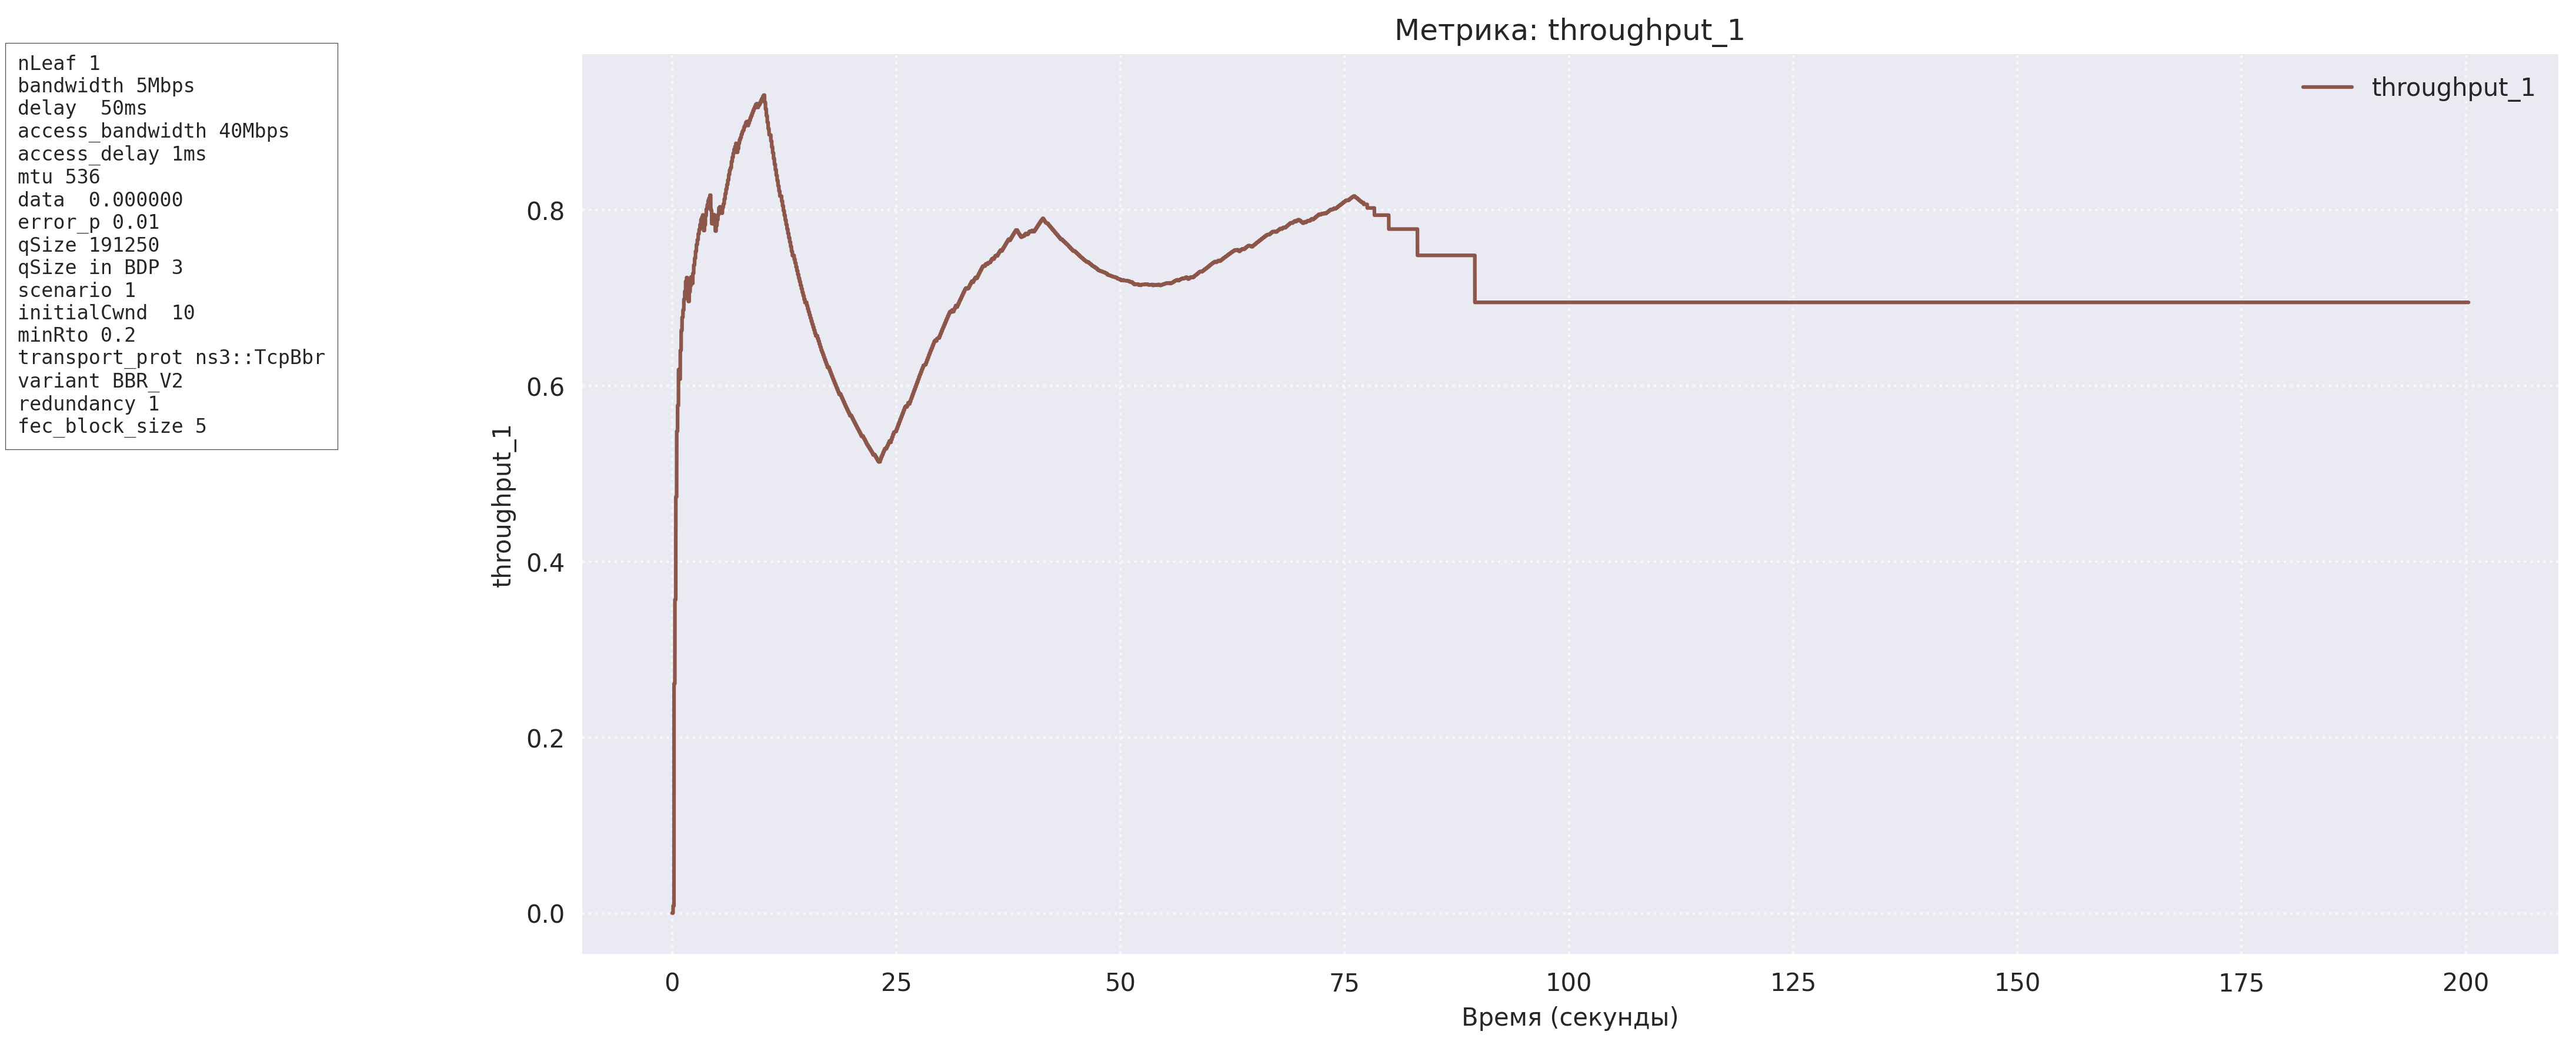 Метрика: throughput_1
nLeaf 1
bandwidth 5Mbps
delay  50ms
access_bandwidth 40Mbps
access_delay 1ms
mtu 536
data  0.000000
error_p 0.01
qSize 191250
qSize in BDP 3
scenario 1
initialCwnd  10
minRto 0.2
transport_prot ns3::TcpBbr
variant BBR_V2
redundancy 1
fec_block_size 5
throughput_1
throughput_1
0.8
0.6
0.4
0.2
0.0
0 25 50 75 100 125 150 175 200
Время (секунды)